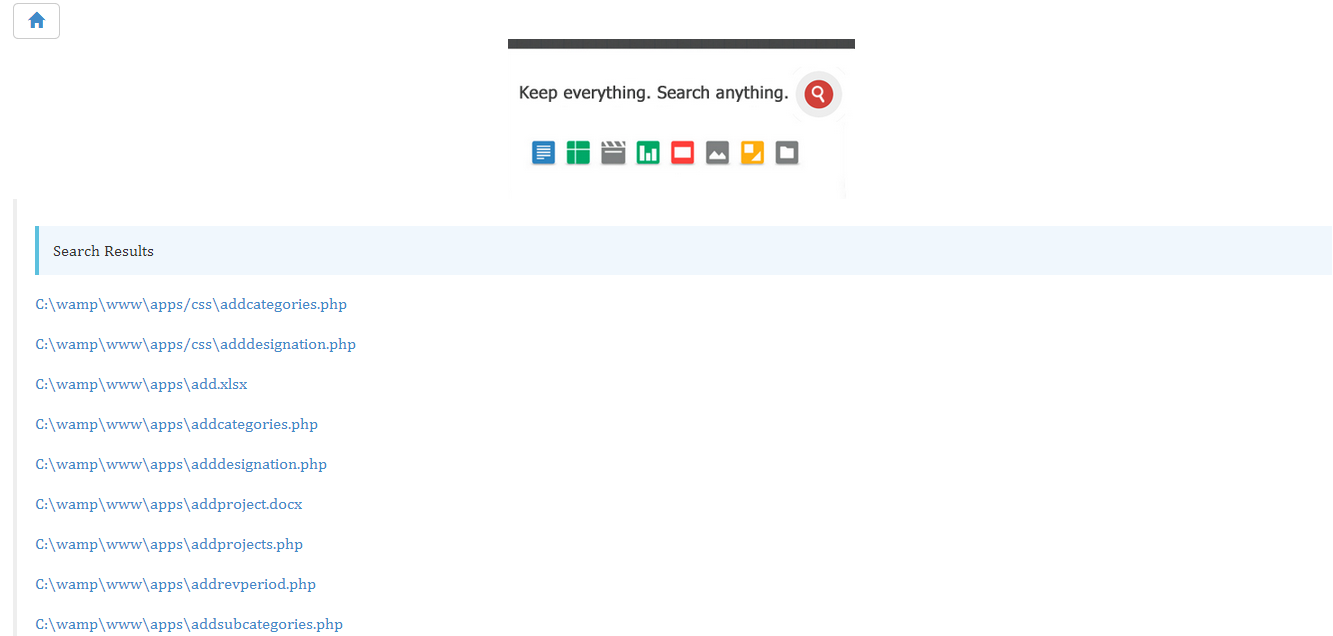 Keep everything. Search anything.
Search Results
C:\wamp\www\apps/css\addcategories.php
C:\wamp\www\apps/css\adddesignation.php
C:\wamp\www\apps\add.xlsx
C:\wamp\www\apps\addcategories.php
C:\wamp\www\apps\adddesignation.php
C:\wamp\www\apps\addproject.docx
C:\wamp\www\apps\addprojects.php
C:\wamp\www\apps\addrevperiod.php
C:\wamp\www\apps\addsubcategories.php